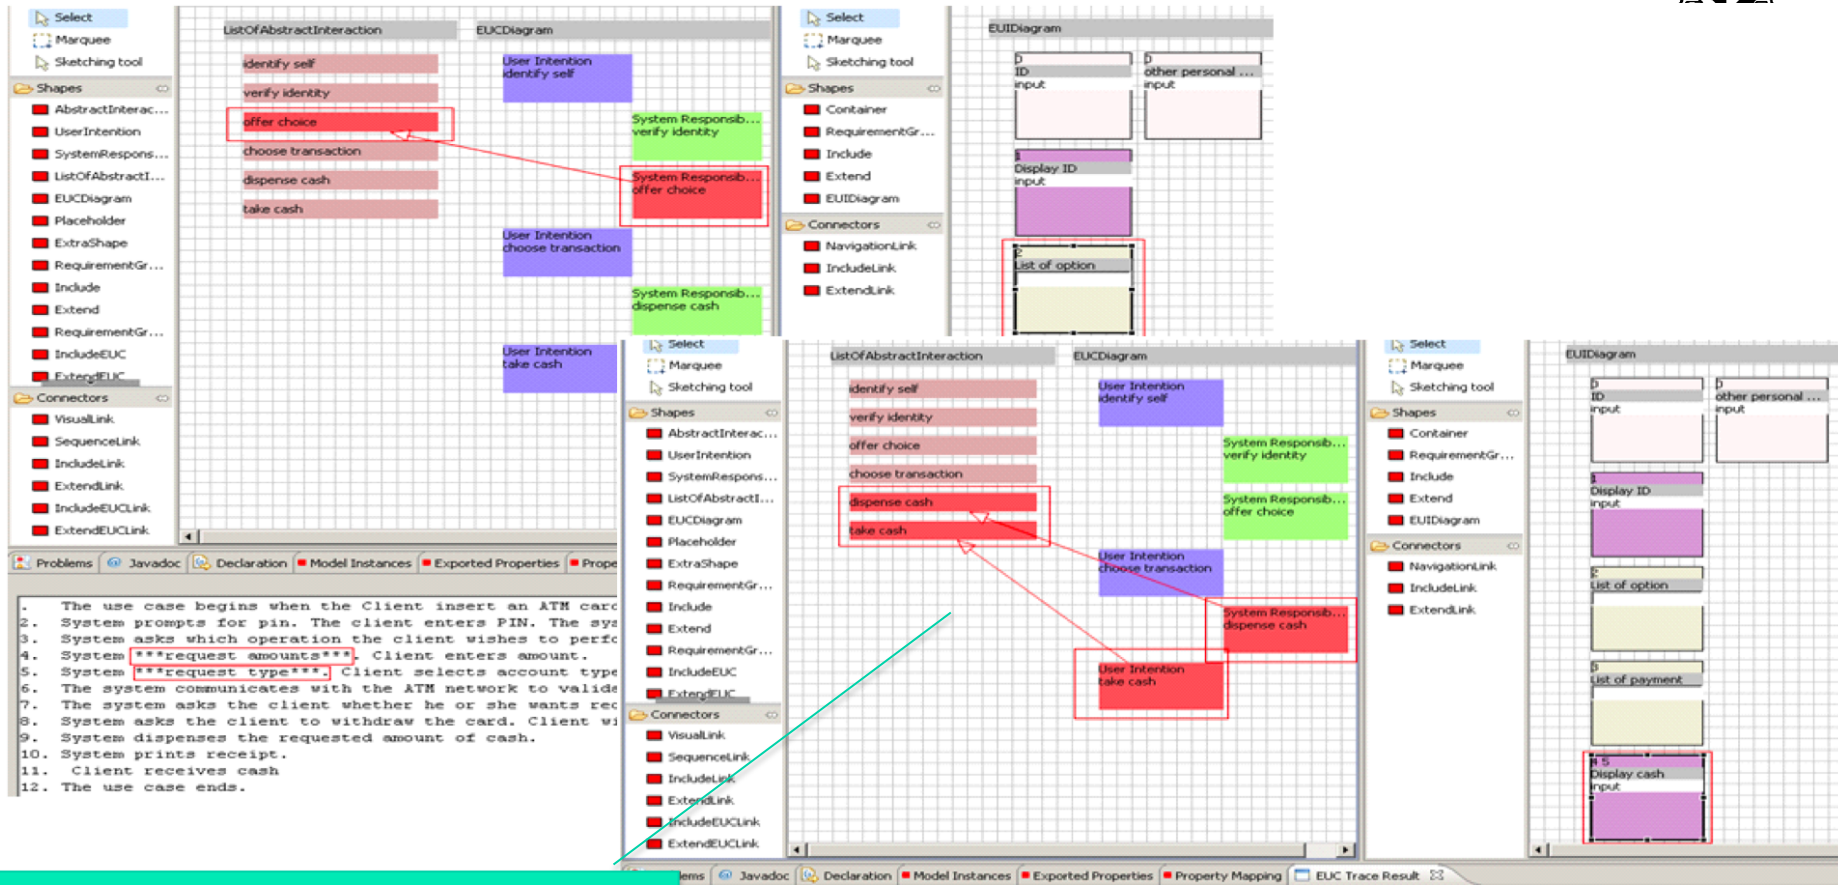 Select
Marquee
Sketching tool
Shapes
AbstractInterac...
UserIntention
SystemRespons...
ListOfAbstractI...
EUCDiagram
Placeholder
ExtraShape
RequirementGr...
Include
Extend
RequirementGr...
IncludeEUC
ExtendEUC
Connectors
VisualLink
SequenceLink
IncludeLink
ExtendLink
IncludeEUCLink
ExtendEUCLink
ListOfAbstractInteraction
identify self
verify identity
offer choice
choose transaction
dispense cash
take cash
EUCDiagram
User Intention
identify self
System Responsib...
verify identity
System Responsib...
offer choice
User Intention
choose transaction
System Responsib...
dispense cash
User Intention
take cash
Select
Marquee
Sketching tool
Shapes
Container
RequirementGr...
Include
Extend
EUIDiagram
Connectors
NavigationLink
IncludeLink
ExtendLink
EUIDiagram
ID
input
other personal ...
input
1
Display ID
input
2
List of option
Problems Javadoc Declaration Model Instances Exported Properties Prope
. The use case begins when the Client insert an ATM card
2. System prompts for pin. The client enters PIN. The sys
3. System asks which operation the client wishes to perfo
4. System ***request amounts***. Client enters amount.
5. System ***request type***. Client selects account type
6. The system communicates with the ATM network to valida
7. The system asks the client whether he or she wants rec
8. System asks the client to withdraw the card. Client wi
9. System dispenses the requested amount of cash.
10. System prints receipt.
11. Client receives cash
12. The use case ends.
Select
Marquee
Sketching tool
Shapes
AbstractInterac...
UserIntention
SystemRespons...
ListOfAbstractI...
EUCDiagram
Placeholder
ExtraShape
RequirementGr...
Include
Extend
RequirementGr...
IncludeEUC
ExtendEUC
Connectors
VisualLink
SequenceLink
IncludeLink
ExtendLink
IncludeEUCLink
ExtendEUCLink
ListOfAbstractInteraction
identify self
verify identity
offer choice
choose transaction
dispense cash
take cash
EUCDiagram
User Intention
identify self
System Responsib...
verify identity
System Responsib...
offer choice
User Intention
choose transaction
System Responsib...
dispense cash
User Intention
take cash
Select
Marquee
Sketching tool
Shapes
Container
RequirementGr...
Include
Extend
EUIDiagram
Connectors
NavigationLink
IncludeLink
ExtendLink
EUIDiagram
ID
input
other personal ...
input
1
Display ID
input
2
List of option
3
List of payment
4 5
Display cash
input
ems Javadoc Declaration Model Instances Exported Properties Property Mapping EUC Trace Result